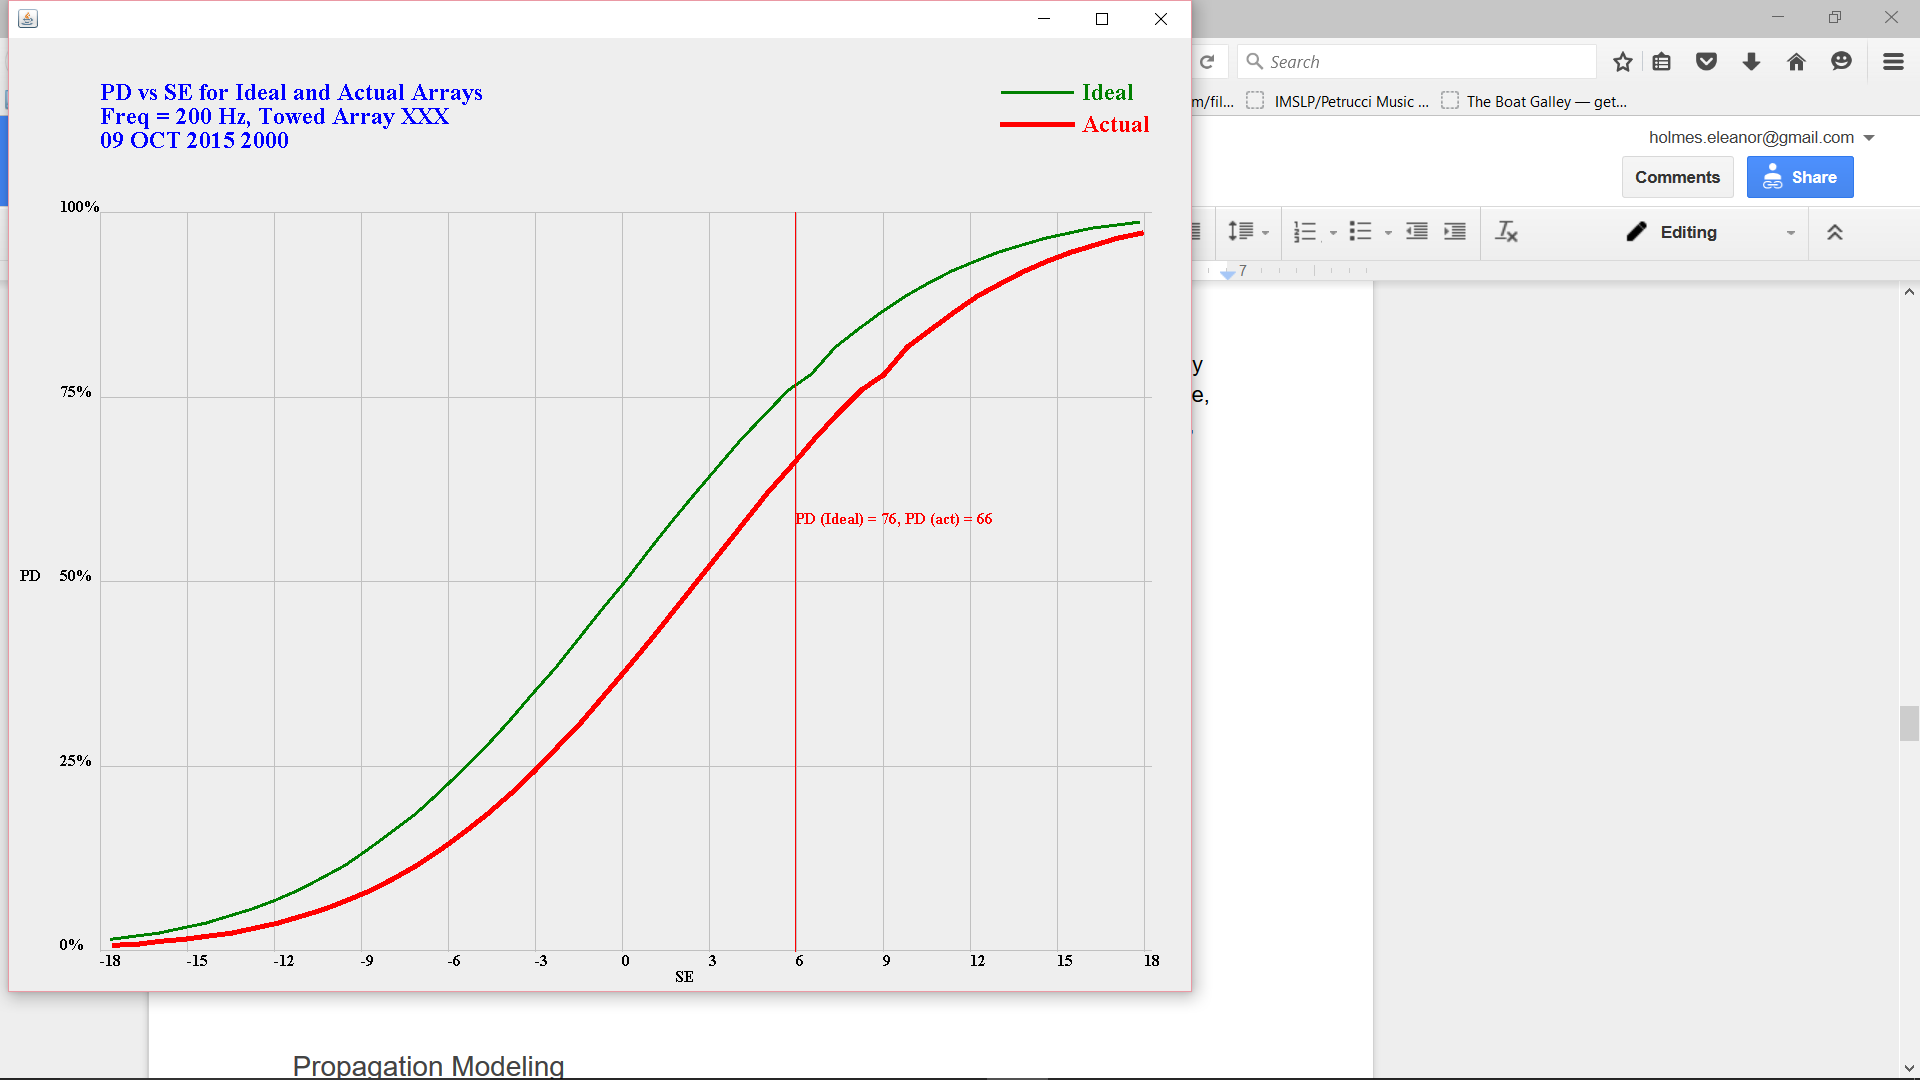 PD vs SE for Ideal and Actual Arrays
Freq = 200 Hz, Towed Array XXX
09 OCT 2015 2000
Ideal
Actual
100%
75%
PD (Ideal) = 76, PD (act) = 66
PD 50%
25%
0%
-18 -15 -12 -9 -6 -3 0 3 6 9 12 15 18
SE
Search
m/fil... IMSLP/Petrucci Music ... The Boat Galley — get...
holmes.eleanor@gmail.com
Comments Share
Editing
7
y
e,
Propagation Modeling